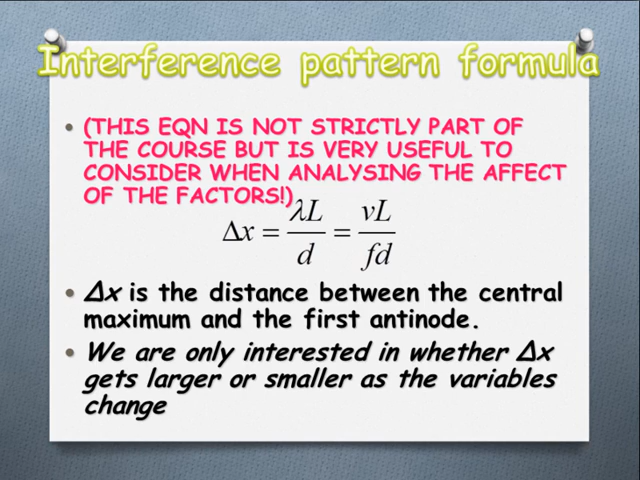 Interference pattern formula
• (THIS EQN IS NOT STRICTLY PART OF
THE COURSE BUT IS VERY USEFUL TO
CONSIDER WHEN ANALYSING THE AFFECT
OF THE FACTORS!)
Δx = λL/d = vL/fd
• Δx is the distance between the central
maximum and the first antinode.
• We are only interested in whether Δx
gets larger or smaller as the variables
change